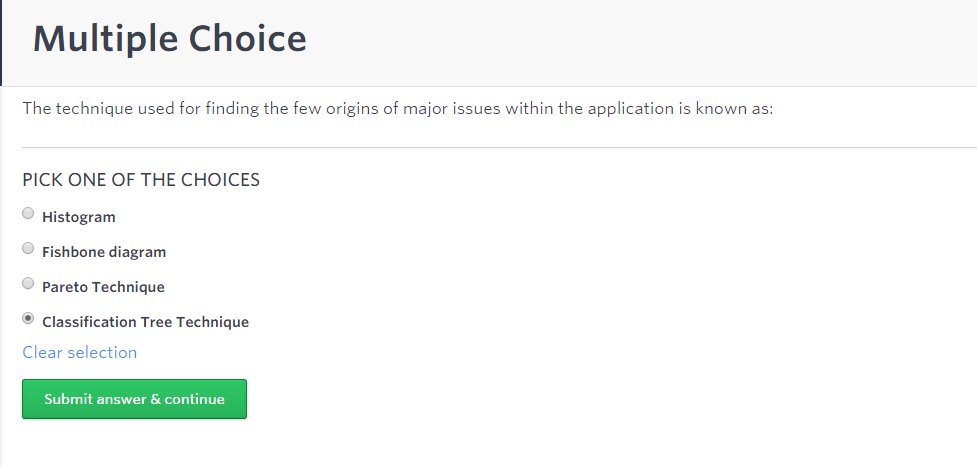 Multiple Choice
The technique used for finding the few origins of major issues within the application is known as:
PICK ONE OF THE CHOICES
Histogram
Fishbone diagram
Pareto Technique
Classification Tree Technique
Clear selection
Submit answer & continue